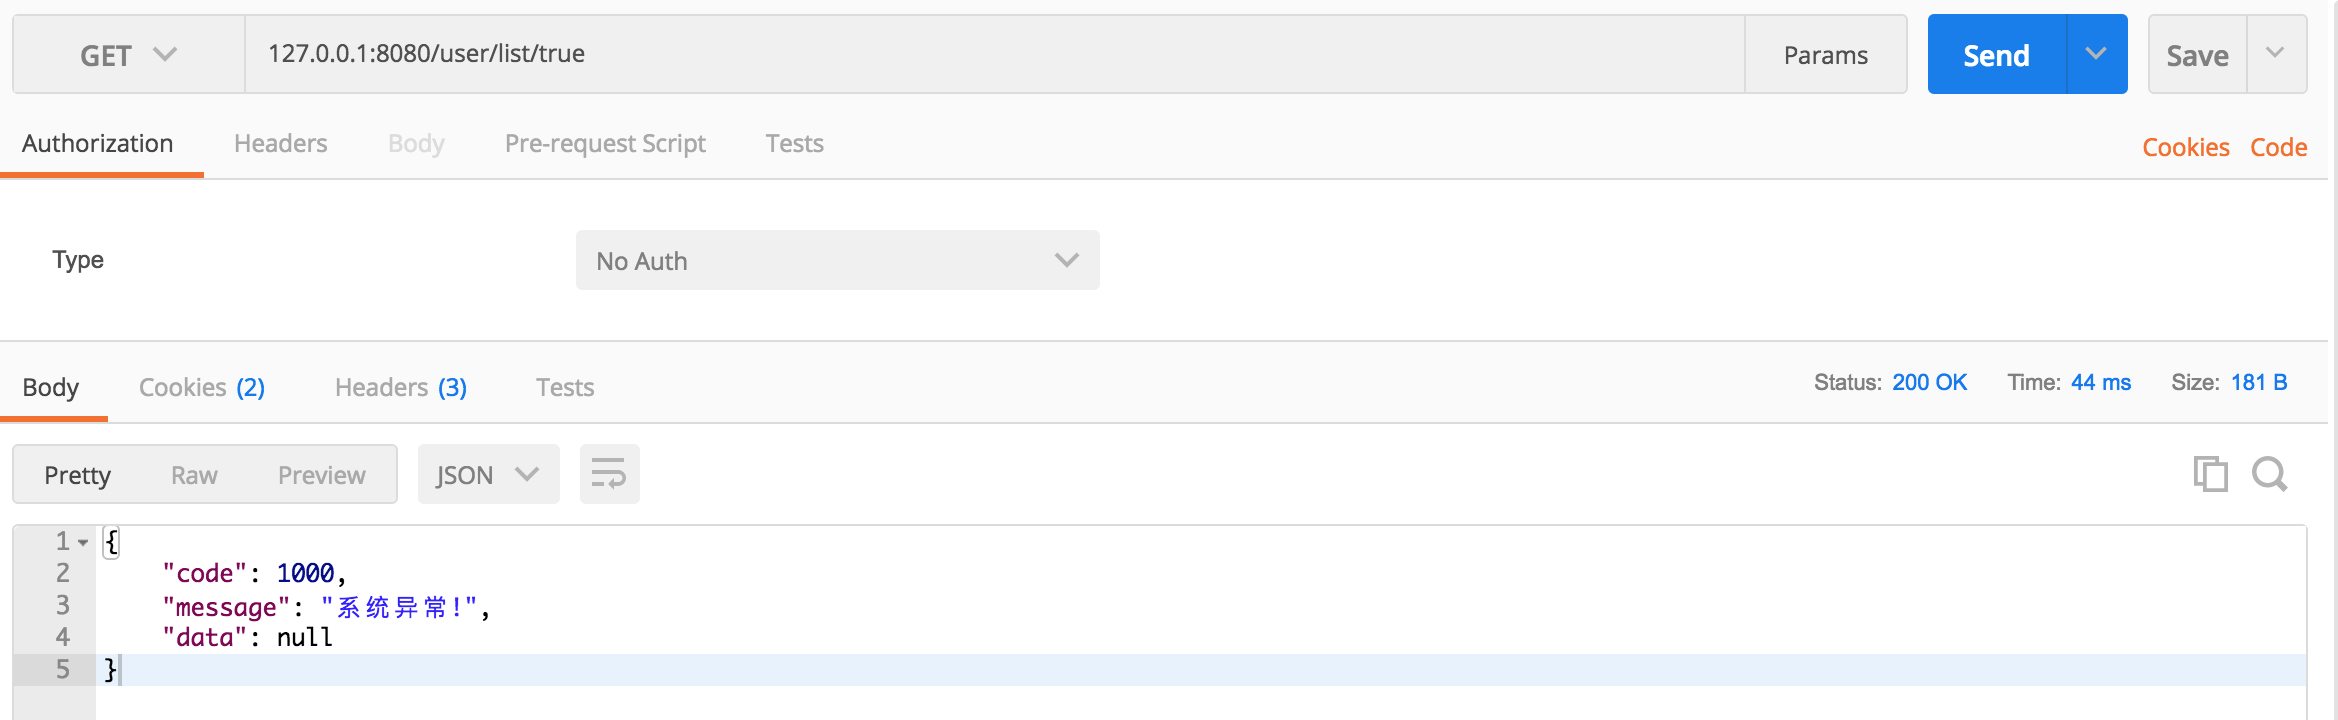 GET 127.0.0.1:8080/user/list/true Params Send Save
Authorization Headers Body Pre-request Script Tests Cookies Code
Type No Auth
Body Cookies (2) Headers (3) Tests Status: 200 OK Time: 44 ms Size: 181 B
Pretty Raw Preview JSON
1 {
2 "code": 1000,
3 "message": "系统异常!",
4 "data": null
5 }